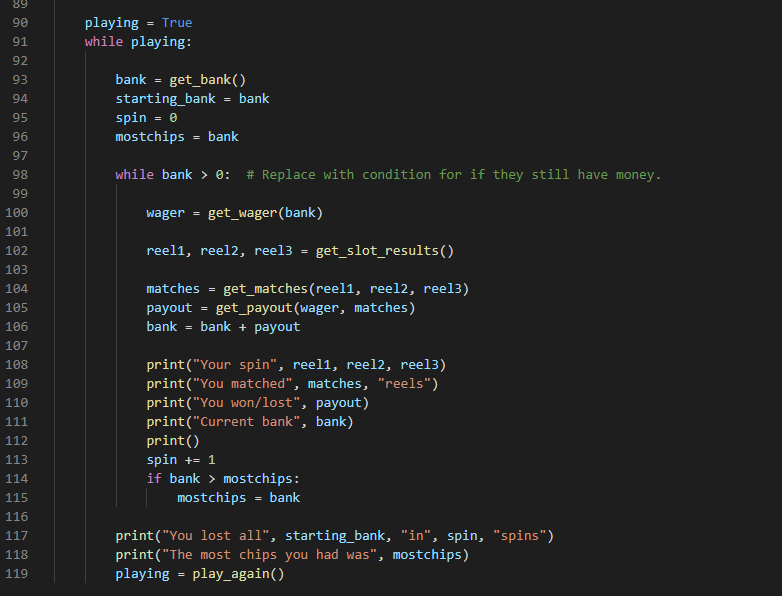 89
90 playing = True
91 while playing:
92
93 bank = get_bank()
94 starting_bank = bank
95 spin = 0
96 mostchips = bank
97
98 while bank > 0:  # Replace with condition for if they still have money.
99
100 wager = get_wager(bank)
101
102 reel1, reel2, reel3 = get_slot_results()
103
104 matches = get_matches(reel1, reel2, reel3)
105 payout = get_payout(wager, matches)
106 bank = bank + payout
107
108 print("Your spin", reel1, reel2, reel3)
109 print("You matched", matches, "reels")
110 print("You won/lost", payout)
111 print("Current bank", bank)
112 print()
113 spin += 1
114 if bank > mostchips:
115 mostchips = bank
116
117 print("You lost all", starting_bank, "in", spin, "spins")
118 print("The most chips you had was", mostchips)
119 playing = play_again()